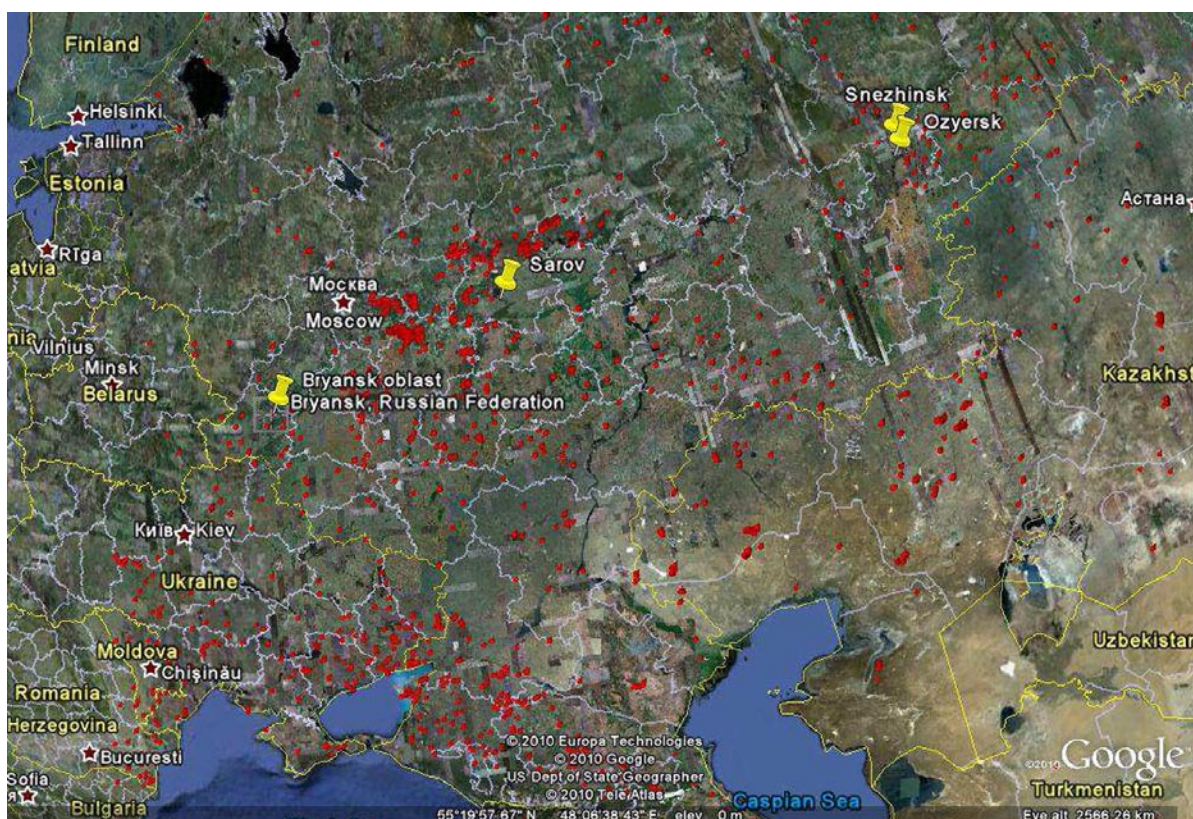 Finland
Helsinki
Tallinn
Estonia
Rīga
atvia
Snezhinsk
Ozyersk
Астана
Sarov
Москва
Moscow
Vilnius
Minsk
Belarus
Bryansk oblast
Bryansk, Russian Federation
Kazakhst
Київ Kiev
Ukraine
Moldova
Chișinău
Romania
Herzegovina
București
Sofia
Bulgaria
Uzbekistan
Turkmenistan
Caspian Sea
© 2010 Europa Technologies
© 2010 Google
US Dept of State Geographer
© 2010 Tele Atlas
©2010 Google
55°19'57.67" N 48°06'38.43" E elev 0 m
Eye alt 2566.26 km